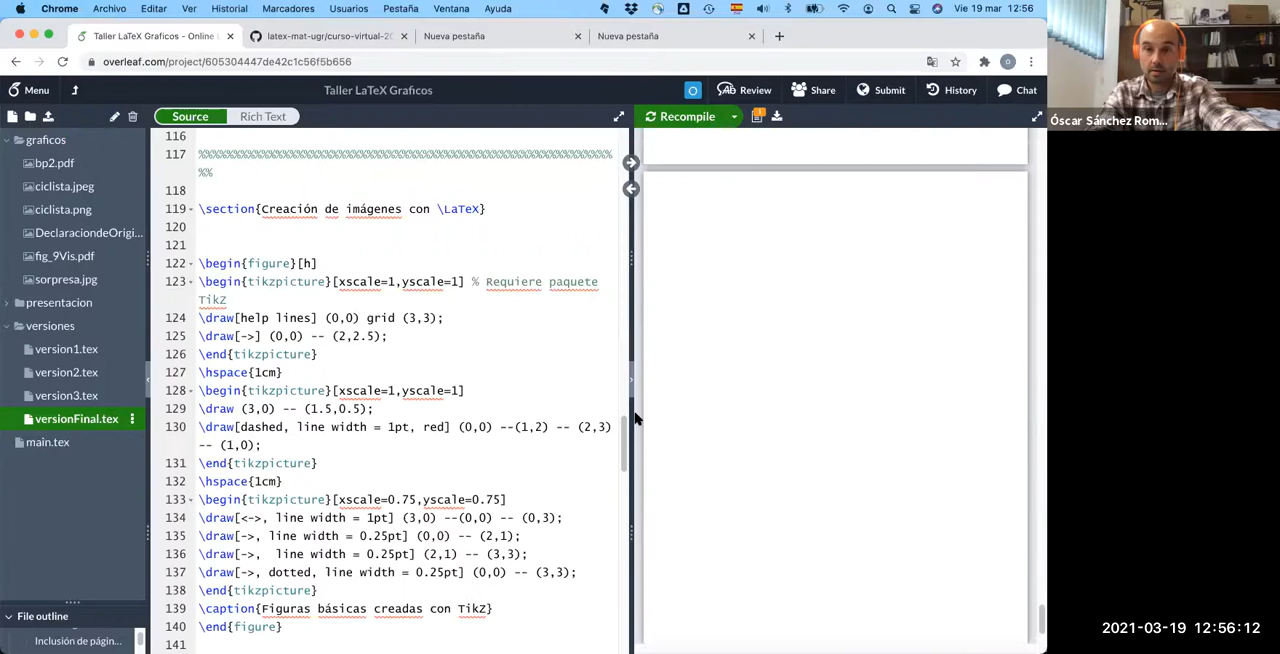 Chrome Archivo Editar Ver Historial Marcadores Usuarios Pestaña Ventana Ayuda Vie 19 mar 12:56
Taller LaTeX Graficos - Online L
latex-mat-ugr/curso-virtual-20
Nueva pestaña
Nueva pestaña
overleaf.com/project/605304447de42c1c56f5b656
Menu
Taller LaTeX Graficos
O Review Share Submit History Chat
Source Rich Text
Recompile
graficos
bp2.pdf
ciclista.jpeg
ciclista.png
DeclaraciondeOrigi...
fig_9Vis.pdf
sorpresa.jpg
presentacion
versiones
version1.tex
version2.tex
version3.tex
versionFinal.tex
main.tex
File outline
Inclusión de págin...
116
117 %%%%%%%%%%%%%%%%%%%%%%%%%%%%%%%%%%%%%%%%%%%%%%%%%%%%%%%%%%%
%%
118
119 \section{Creación de imágenes con \LaTeX}
120
121
122 \begin{figure}[h]
123 \begin{tikzpicture}[xscale=1,yscale=1] % Requiere paquete
TikZ
124 \draw[help lines] (0,0) grid (3,3);
125 \draw[->] (0,0) -- (2,2.5);
126 \end{tikzpicture}
127 \hspace{1cm}
128 \begin{tikzpicture}[xscale=1,yscale=1]
129 \draw (3,0) -- (1.5,0.5);
130 \draw[dashed, line width = 1pt, red] (0,0) --(1,2) -- (2,3)
-- (1,0);
131 \end{tikzpicture}
132 \hspace{1cm}
133 \begin{tikzpicture}[xscale=0.75,yscale=0.75]
134 \draw[<->, line width = 1pt] (3,0) --(0,0) -- (0,3);
135 \draw[->, line width = 0.25pt] (0,0) -- (2,1);
136 \draw[->,  line width = 0.25pt] (2,1) -- (3,3);
137 \draw[->, dotted, line width = 0.25pt] (0,0) -- (3,3);
138 \end{tikzpicture}
139 \caption{Figuras básicas creadas con TikZ}
140 \end{figure}
141
Óscar Sánchez Rom...
2021-03-19 12:56:12